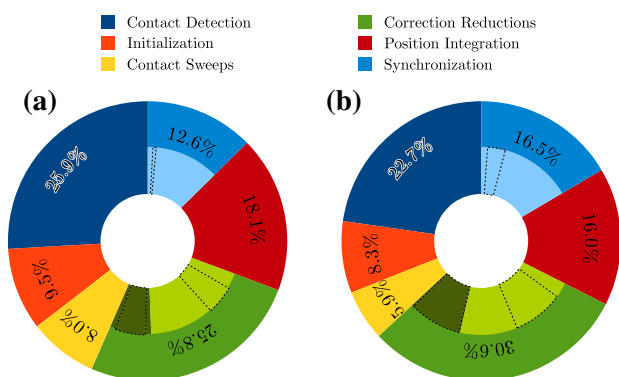 Contact Detection
Initialization
Contact Sweeps
Correction Reductions
Position Integration
Synchronization
(a)
12.6%
18.1%
25.8%
8.0%
9.5%
25.9%
(b)
16.5%
16.0%
30.6%
5.9%
8.3%
22.7%